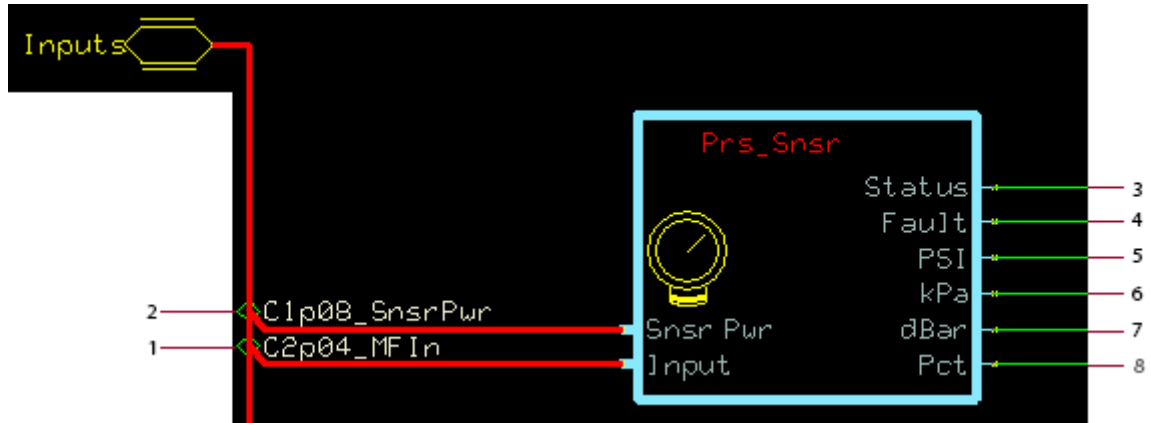 Inputs
Prs_Snsr
Status
3
Fault
4
PSI
5
kPa
6
2
C1p08_SnsrPwr
Snsr Pwr
dBar
7
1
C2p04_MFIn
Input
Pct
8